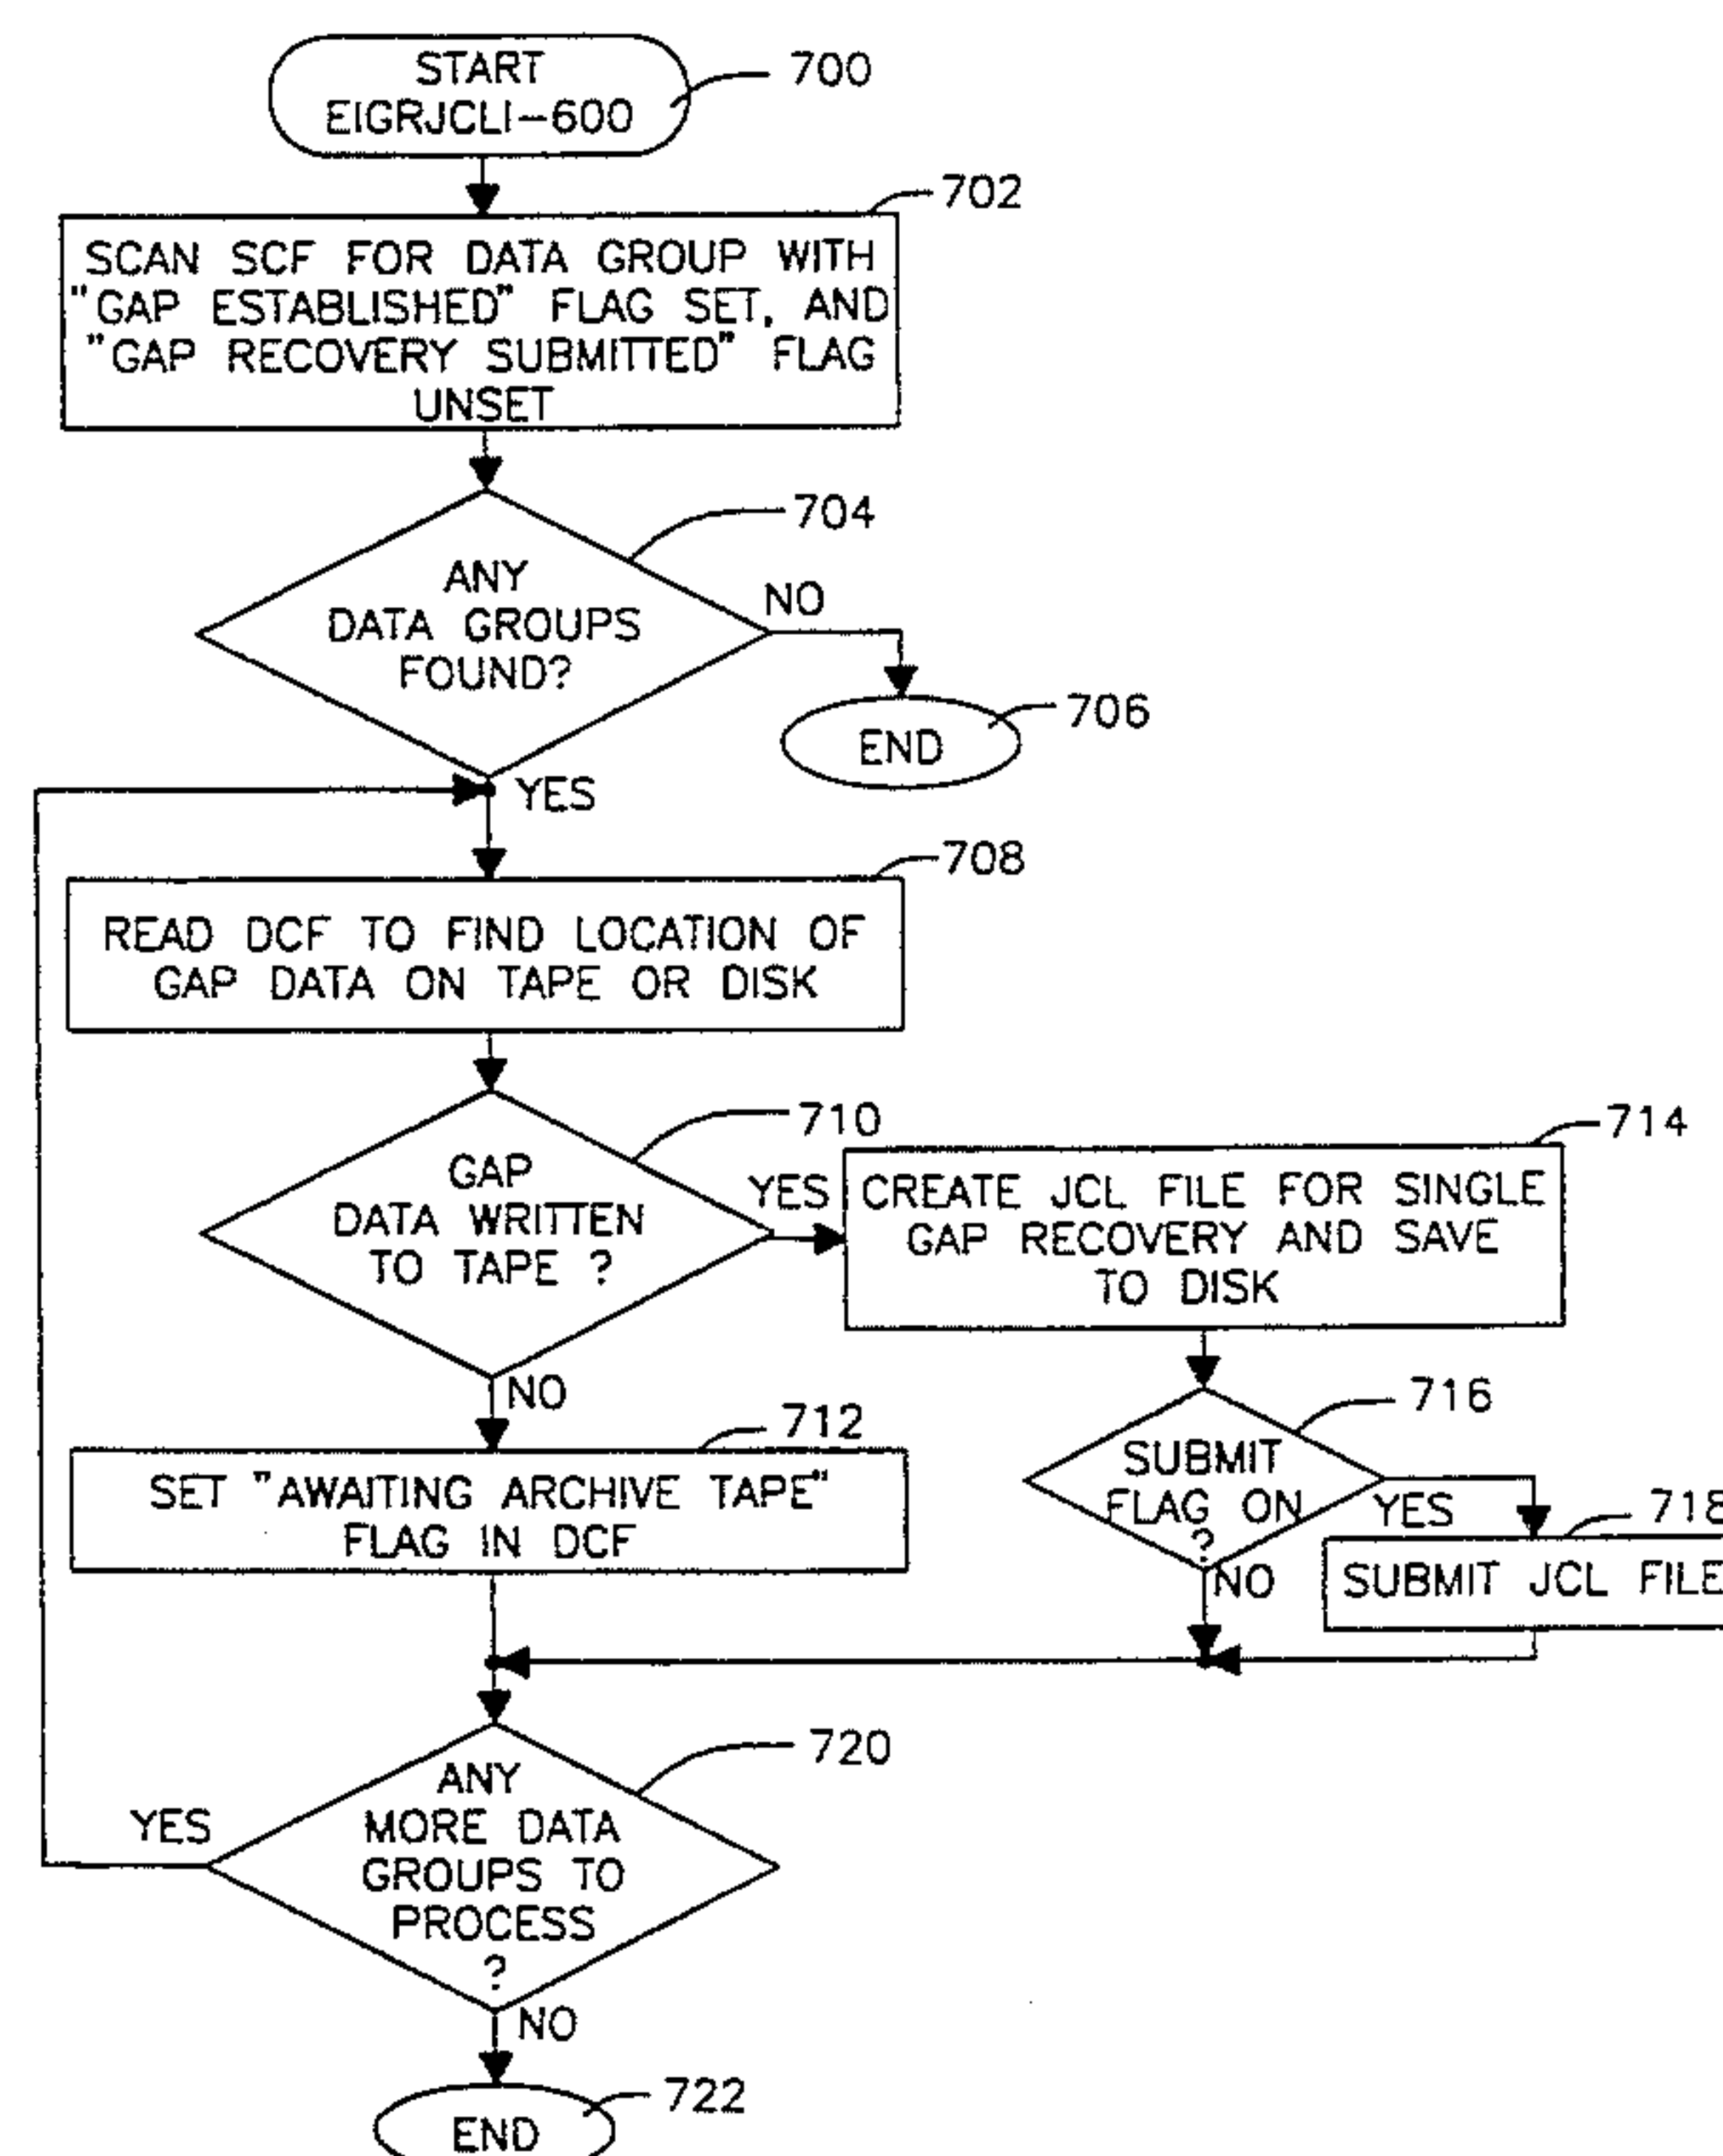 START
EIGRJCLI-600
700
702
SCAN SCF FOR DATA GROUP WITH
"GAP ESTABLISHED" FLAG SET, AND
"GAP RECOVERY SUBMITTED" FLAG
UNSET
704
ANY
DATA GROUPS
FOUND?
NO
706
END
YES
708
READ DCF TO FIND LOCATION OF
GAP DATA ON TAPE OR DISK
710
GAP
DATA WRITTEN
TO TAPE ?
YES
714
CREATE JCL FILE FOR SINGLE
GAP RECOVERY AND SAVE
TO DISK
NO
712
SET "AWAITING ARCHIVE TAPE"
FLAG IN DCF
716
SUBMIT
FLAG ON
?
YES
NO
718
SUBMIT JCL FILE
720
ANY
MORE DATA
GROUPS TO
PROCESS
?
YES
NO
722
END